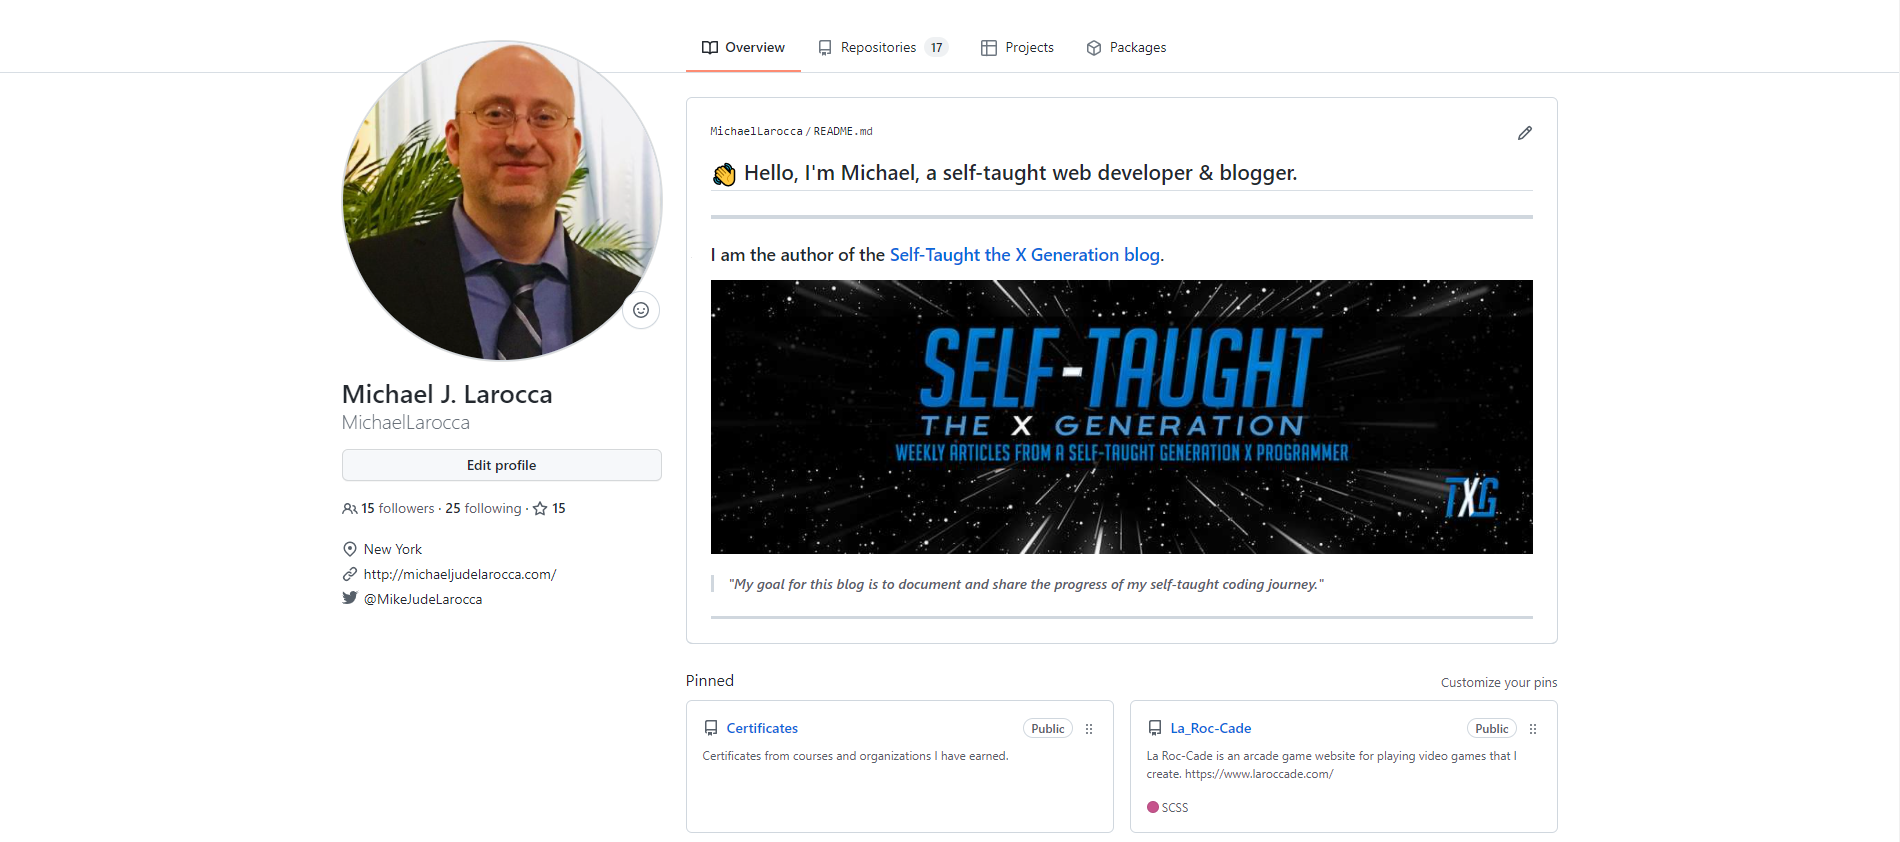 Overview
Repositories 17
Projects
Packages
Michael J. Larocca
MichaelLarocca
Edit profile
15 followers · 25 following · 15
New York
http://michaeljudelarocca.com/
@MikeJudeLarocca
MichaelLarocca/README.md
👋 Hello, I'm Michael, a self-taught web developer & blogger.
I am the author of the Self-Taught the X Generation blog.
SELF-TAUGHT
THE X GENERATION
WEEKLY ARTICLES FROM A SELF-TAUGHT GENERATION X PROGRAMMER
TXG
"My goal for this blog is to document and share the progress of my self-taught coding journey."
Pinned
Customize your pins
Certificates
Public
Certificates from courses and organizations I have earned.
La_Roc-Cade
Public
La Roc-Cade is an arcade game website for playing video games that I
create. https://www.laroccade.com/
SCSS